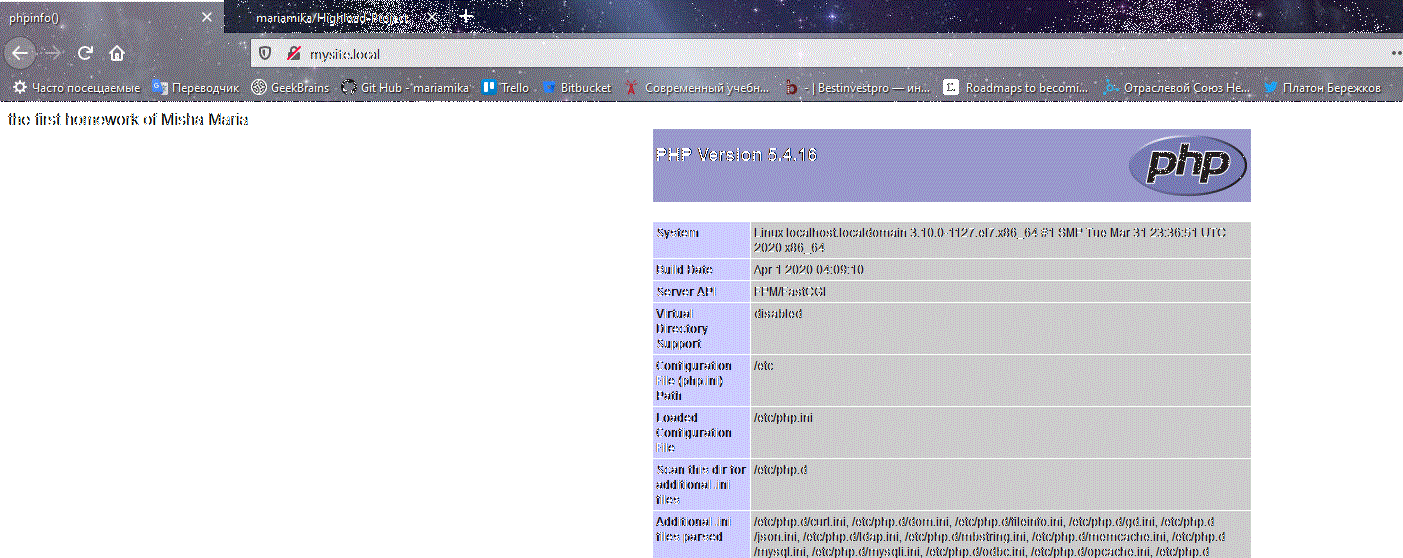 phpinfo()
mariamika/Highload-Project
mysite.local
Часто посещаемые
Переводчик
GeekBrains
Git Hub - mariamika
Trello
Bitbucket
Современный учебн...
- | Bestinvestpro — ин...
Roadmaps to becomi...
Отраслевой Союз Не...
Платон Бережков
the first homework of Misha Maria
PHP Version 5.4.16
php
System
Linux localhost.localdomain 3.10.0-1127.el7.x86_64 #1 SMP Tue Mar 31 23:36:51 UTC
2020 x86_64
Build Date
Apr 1 2020 04:09:10
Server API
FPM/FastCGI
Virtual
Directory
Support
disabled
Configuration
File (php.ini)
Path
/etc
Loaded
Configuration
File
/etc/php.ini
Scan this dir for
additional .ini
files
/etc/php.d
Additional .ini
files parsed
/etc/php.d/curl.ini, /etc/php.d/dom.ini, /etc/php.d/fileinfo.ini, /etc/php.d/gd.ini, /etc/php.d
/json.ini, /etc/php.d/ldap.ini, /etc/php.d/mbstring.ini, /etc/php.d/memcache.ini, /etc/php.d
/mysql.ini, /etc/php.d/mysqli.ini, /etc/php.d/odbc.ini, /etc/php.d/opcache.ini, /etc/php.d